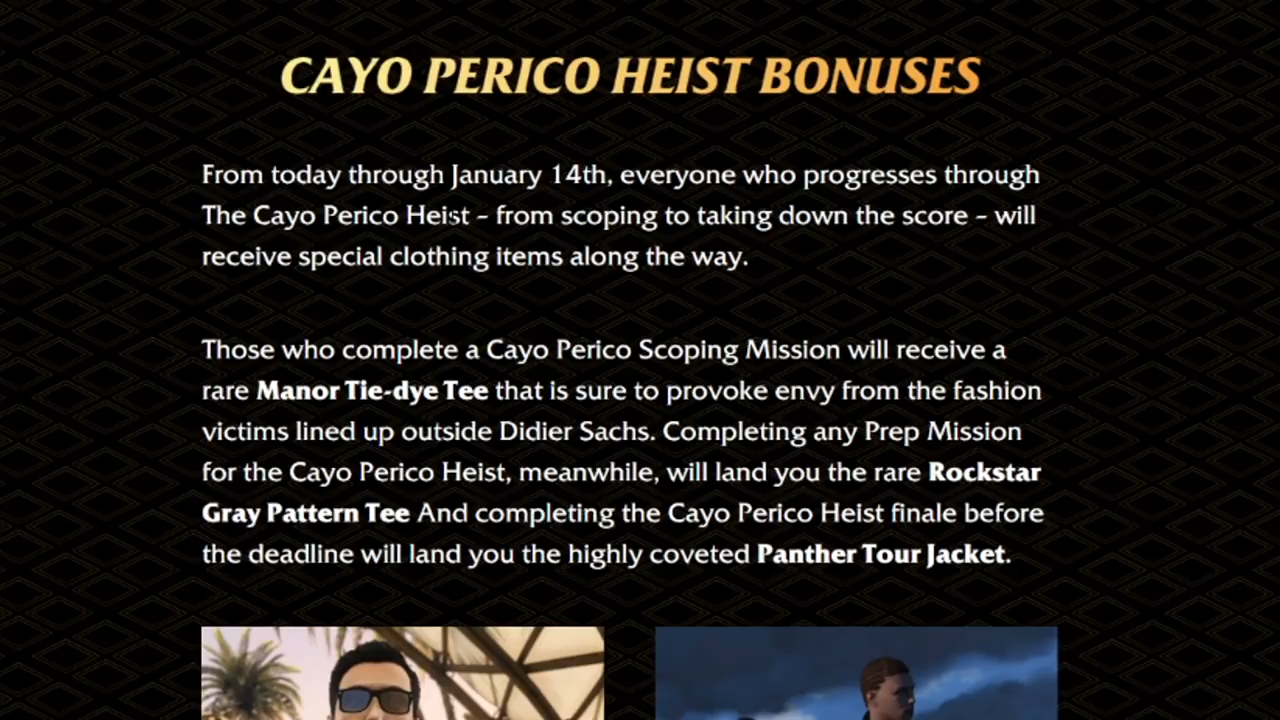 CAYO PERICO HEIST BONUSES
From today through January 14th, everyone who progresses through
The Cayo Perico Heist – from scoping to taking down the score – will
receive special clothing items along the way.
Those who complete a Cayo Perico Scoping Mission will receive a
rare Manor Tie-dye Tee that is sure to provoke envy from the fashion
victims lined up outside Didier Sachs. Completing any Prep Mission
for the Cayo Perico Heist, meanwhile, will land you the rare Rockstar
Gray Pattern Tee And completing the Cayo Perico Heist finale before
the deadline will land you the highly coveted Panther Tour Jacket.